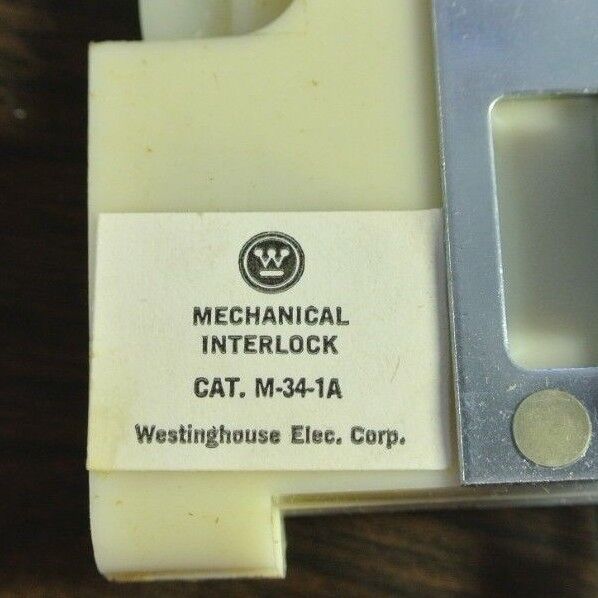 W
MECHANICAL
INTERLOCK
CAT. M-34-1A
Westinghouse Elec. Corp.